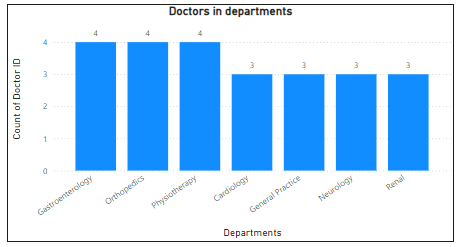 Doctors in departments
Count of Doctor ID
4
3
2
1
0
4 4 4 3 3 3 3
Gastroenterology Orthopedics Physiotherapy Cardiology General Practice Neurology Renal
Departments